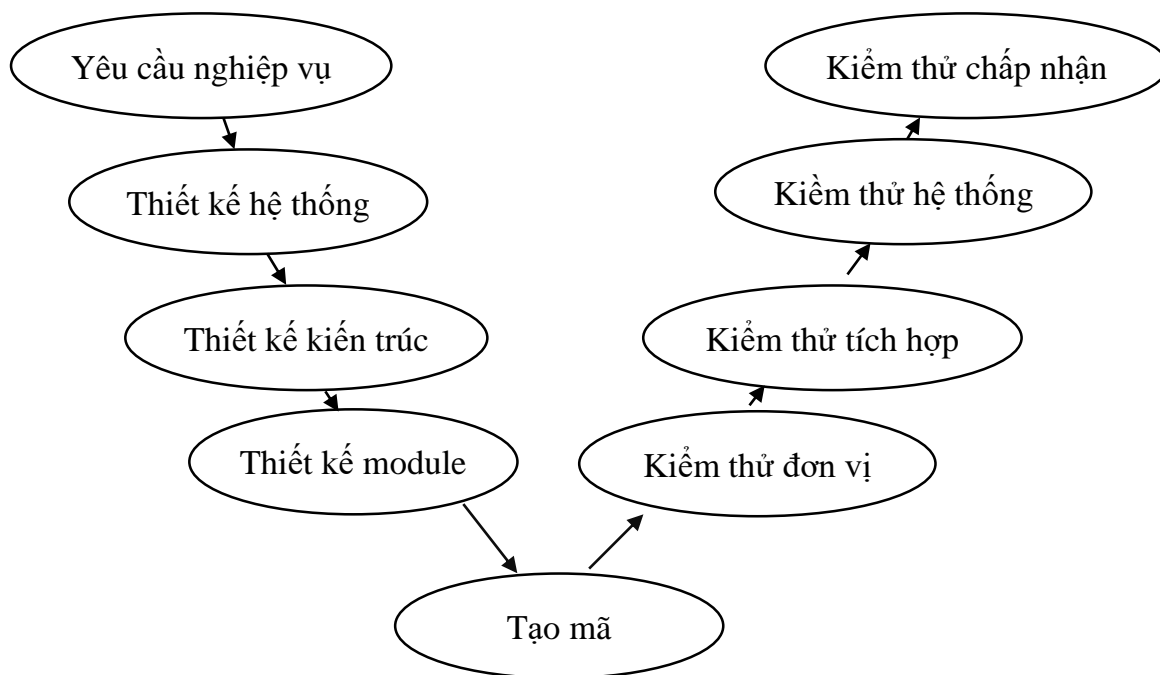 Yêu cầu nghiệp vụ
Kiểm thử chấp nhận
Thiết kế hệ thống
Kiềm thử hệ thống
Thiết kế kiến trúc
Kiểm thử tích hợp
Thiết kế module
Kiểm thử đơn vị
Tạo mã